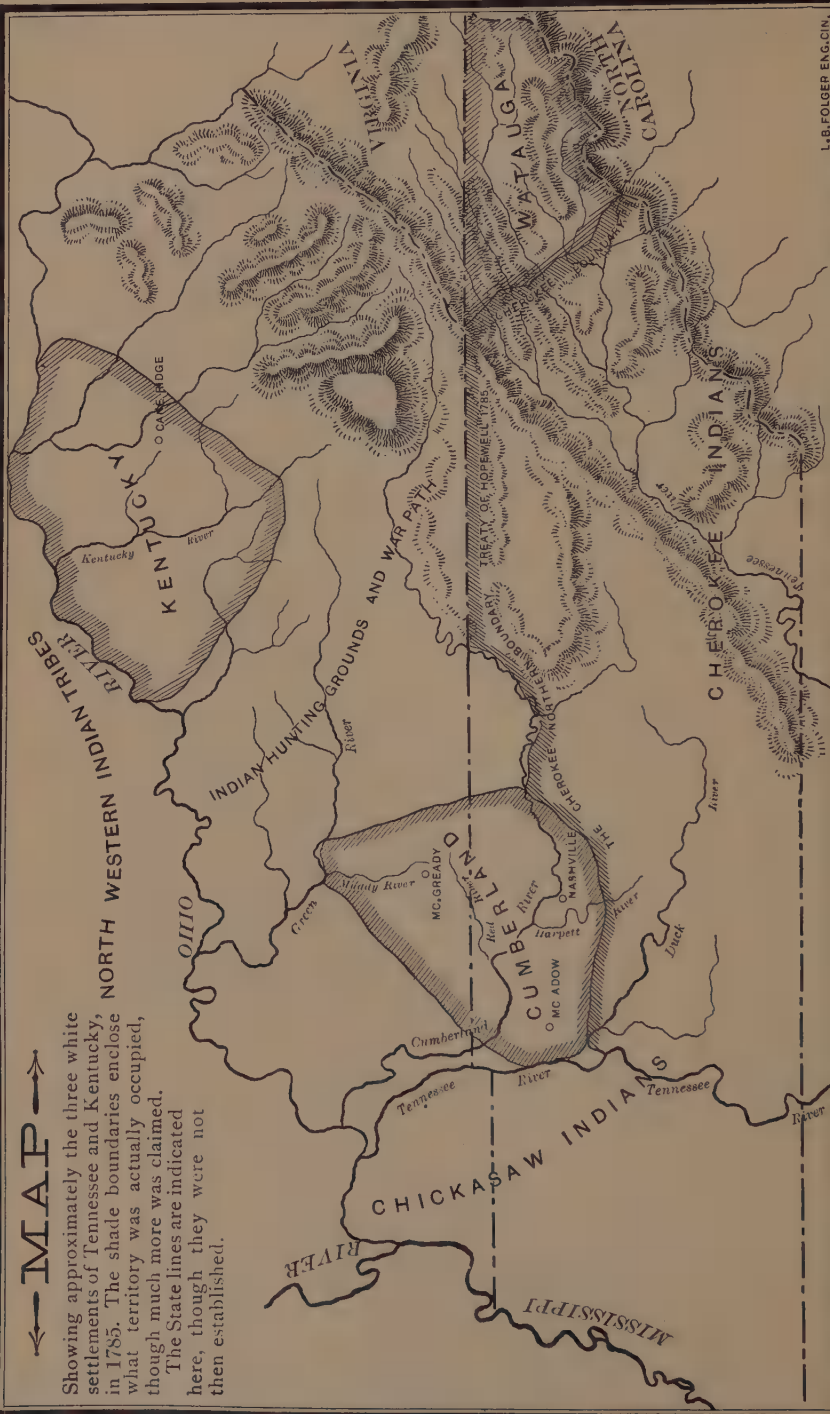 MAP
Showing approximately the three white
settlements of Tennessee and Kentucky,
in 1785. The shade boundaries enclose
what territory was actually occupied,
though much more was claimed.
The State lines are indicated
here, though they were not
then established.
NORTH WESTERN INDIAN TRIBES
OHIO
RIVER
KENTUCKY
Kentucky
River
CANE RIDGE
VIRGINIA
INDIAN HUNTING GROUNDS AND WAR PATH
Green
River
Muddy River
MC.GREADY
CUMBERLAND
Red
River
River
Harpett
River
NASHVILLE
MC ADOW
Cumberland
Tennessee
River
Tennessee
River
Duck
River
THE CHEROKEE NORTHERN BOUNDARY
TREATY OF HOPEWELL 1785
CHEROKEE BOUNDARY
WATAUGA
NORTH
CAROLINA
CHEROKEE INDIANS
River
Tennessee
CHICKASAW INDIANS
RIVER
MISSISSIPPI
L.B.FOLGER ENG.CIN.